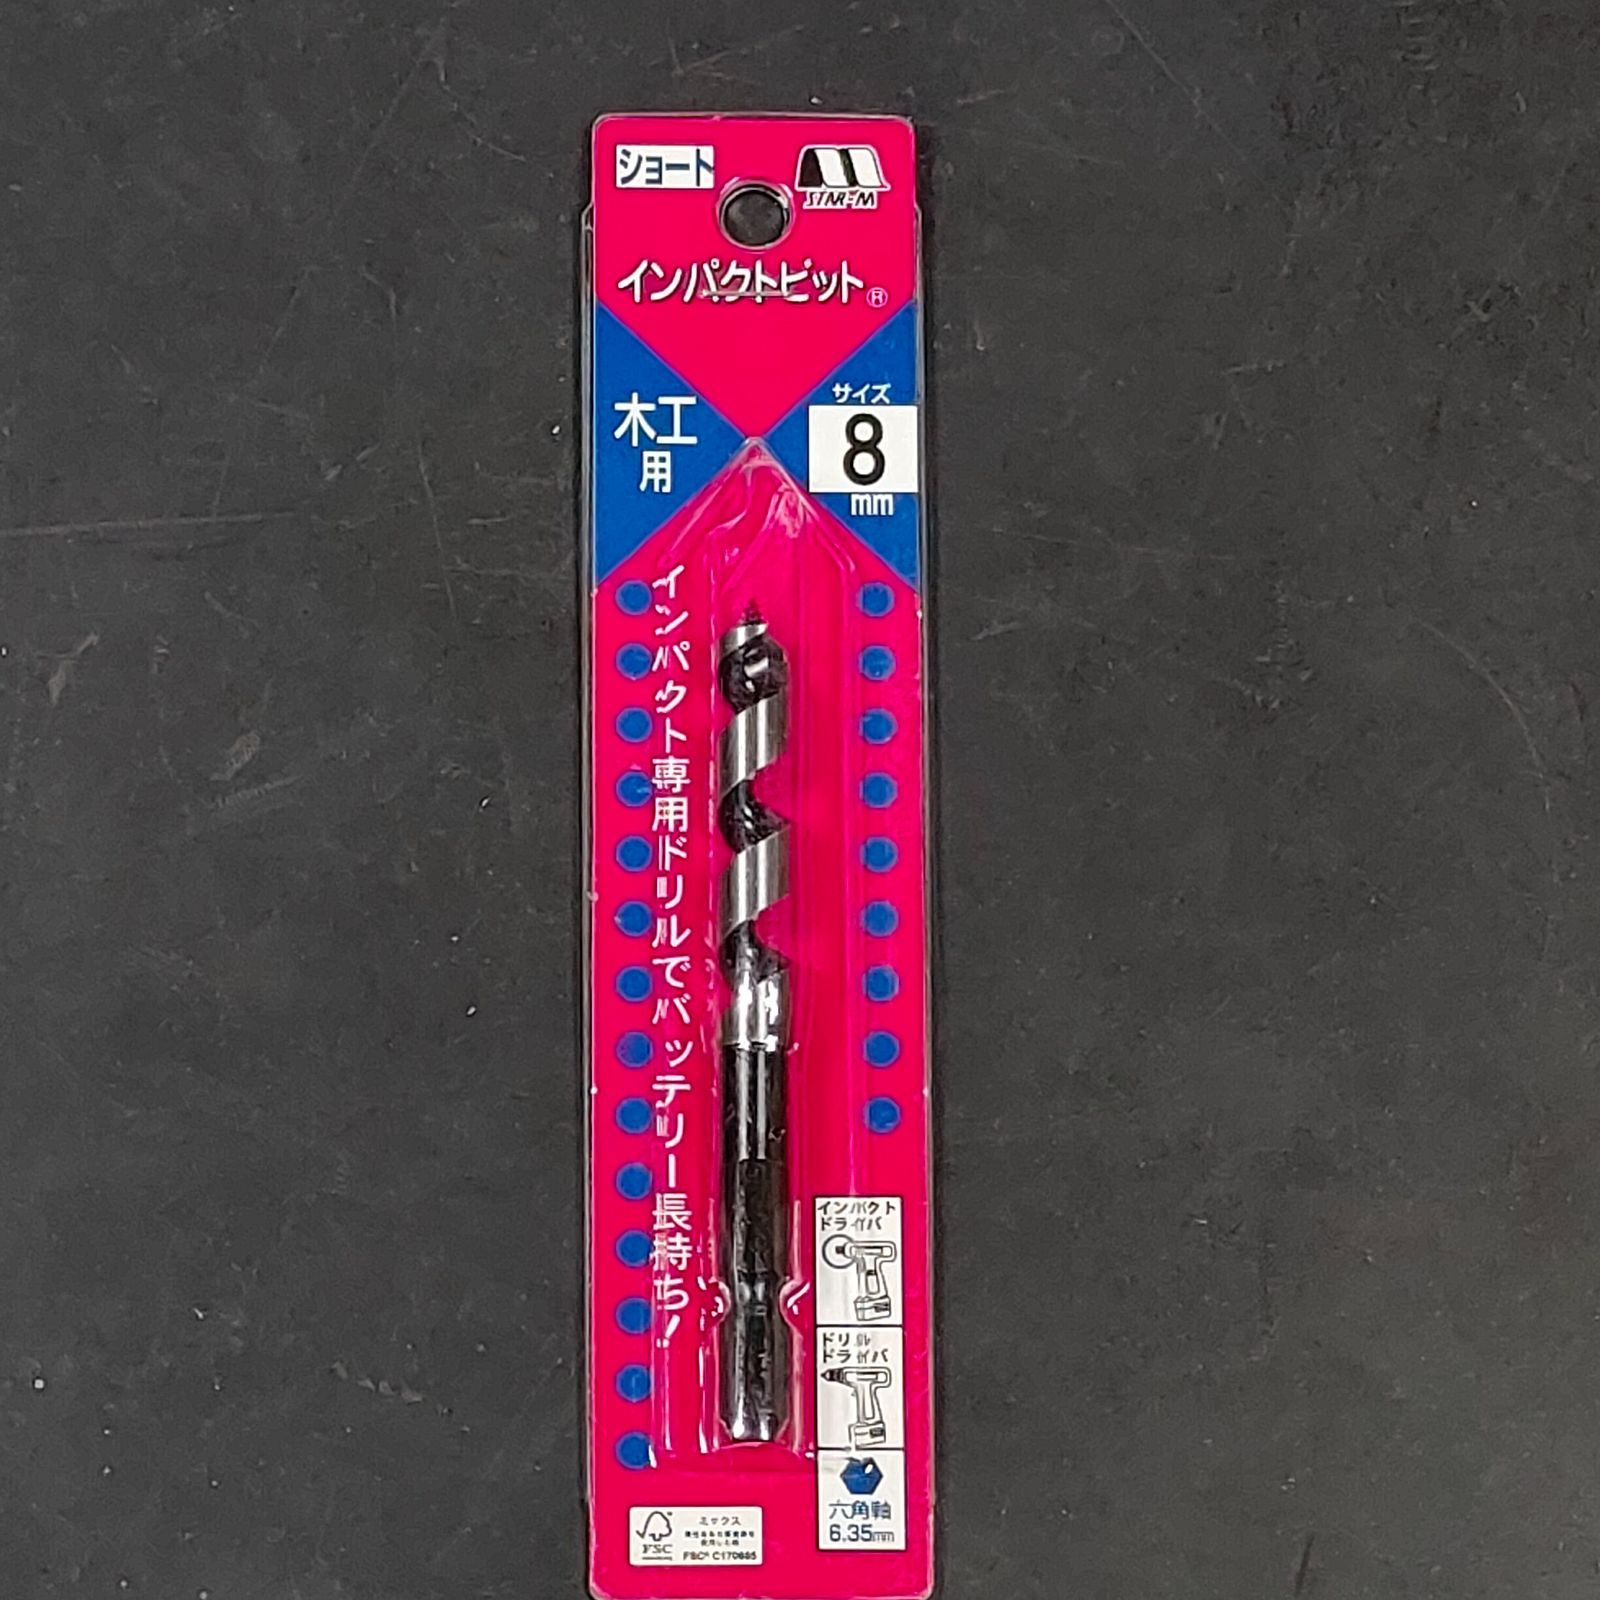 ショート
STAR-M
インパクトビット®
木工
用
サイズ
8
mm
インパクト専用ドリルでバッテリー長持ち!
インパクト
ドライバ
ドリル
ドライバ
六角軸
6.35mm
ミックス
FSC
FSC® C170685